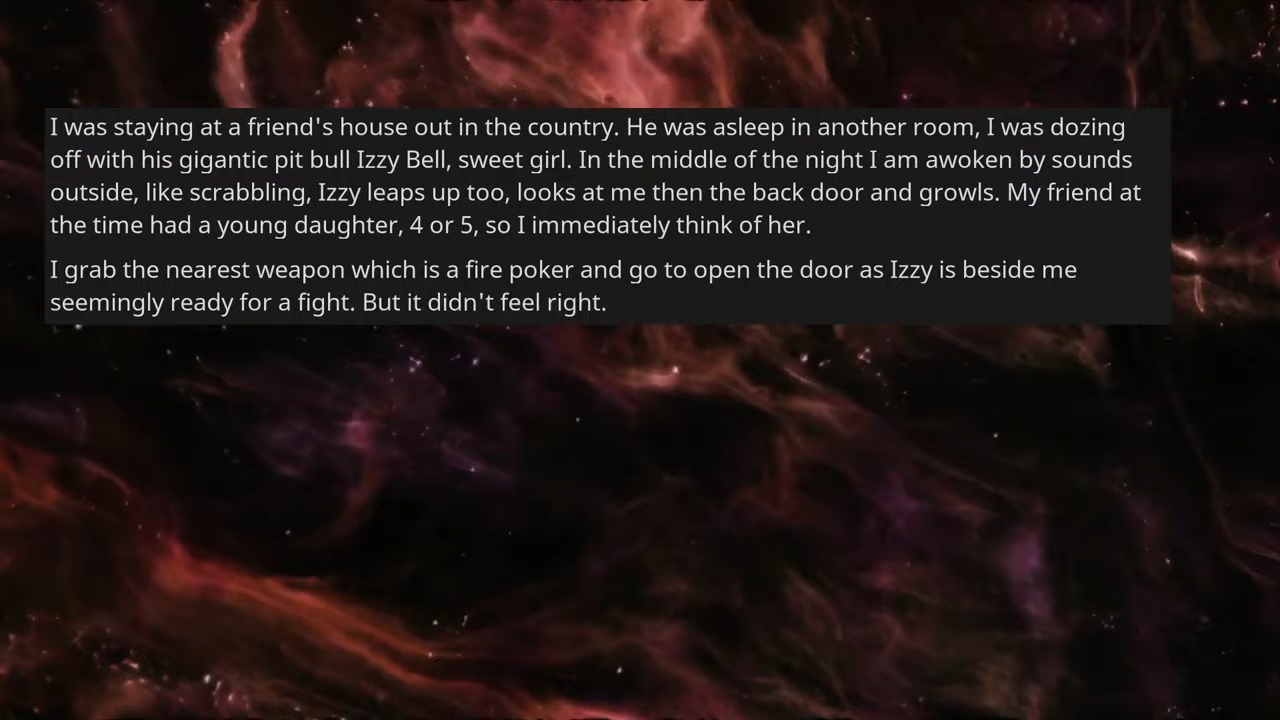 I was staying at a friend's house out in the country. He was asleep in another room, I was dozing
off with his gigantic pit bull Izzy Bell, sweet girl. In the middle of the night I am awoken by sounds
outside, like scrabbling, Izzy leaps up too, looks at me then the back door and growls. My friend at
the time had a young daughter, 4 or 5, so I immediately think of her.
I grab the nearest weapon which is a fire poker and go to open the door as Izzy is beside me
seemingly ready for a fight. But it didn't feel right.